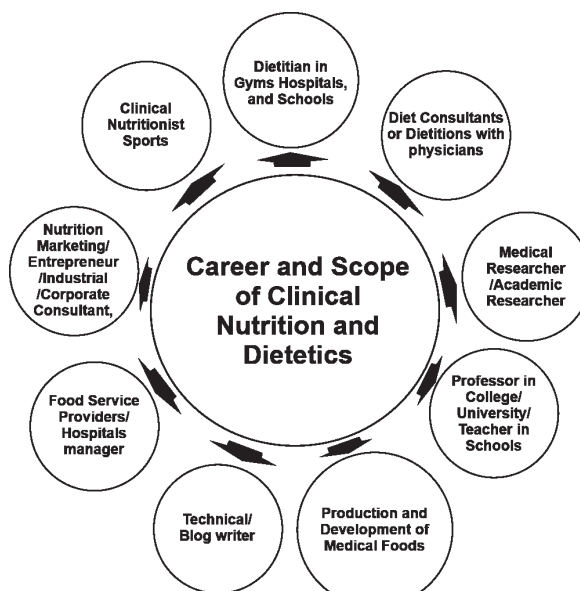 Career and Scope
of Clinical
Nutrition and
Dietetics
Dietitian in
Gyms Hospitals,
and Schools
Diet Consultants
or Dietitions with
physicians
Medical
Researcher
/Academic
Researcher
Professor in
College/
University/
Teacher in
Schools
Production and
Development of
Medical Foods
Technical/
Blog writer
Food Service
Providers/
Hospitals
manager
Nutrition
Marketing/
Entrepreneur
/Industrial
/Corporate
Consultant,
Clinical
Nutritionist
Sports